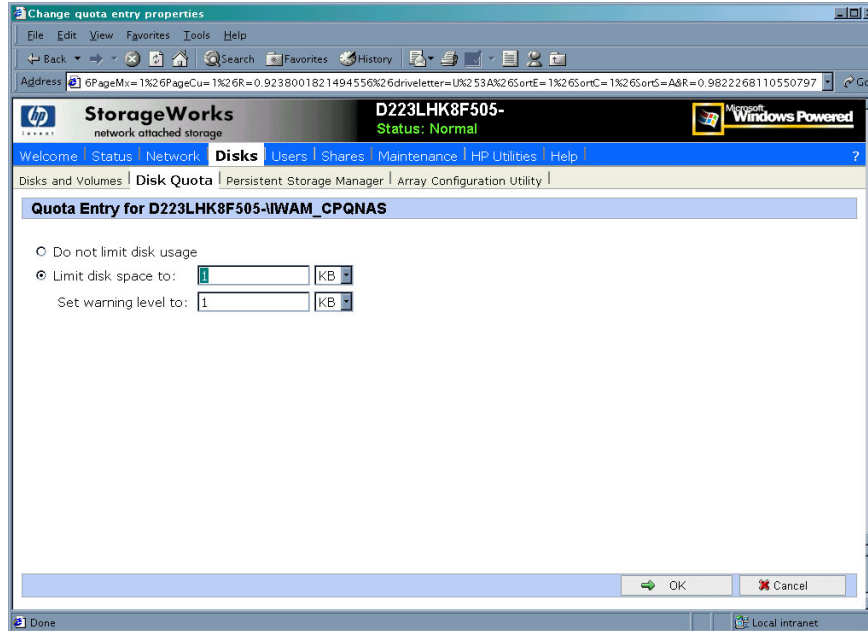 Change quota entry properties
File Edit View Favorites Tools Help
Back Search Favorites History
Address 6PageMx=1%26PageCu=1%26R=0.9238001821494556%26driveletter=U%253A%26SortE=1%26SortC=1%26SortS=A&R=0.9822268110550797 Go
hp StorageWorks D223LHK8F505- Microsoft
invent network attached storage Status: Normal Windows Powered
Welcome Status Network Disks Users Shares Maintenance HP Utilities Help ?
Disks and Volumes Disk Quota Persistent Storage Manager Array Configuration Utility
Quota Entry for D223LHK8F505-\IWAM_CPQNAS
Do not limit disk usage
Limit disk space to: 1 KB
Set warning level to: 1 KB
OK Cancel
Done Local intranet